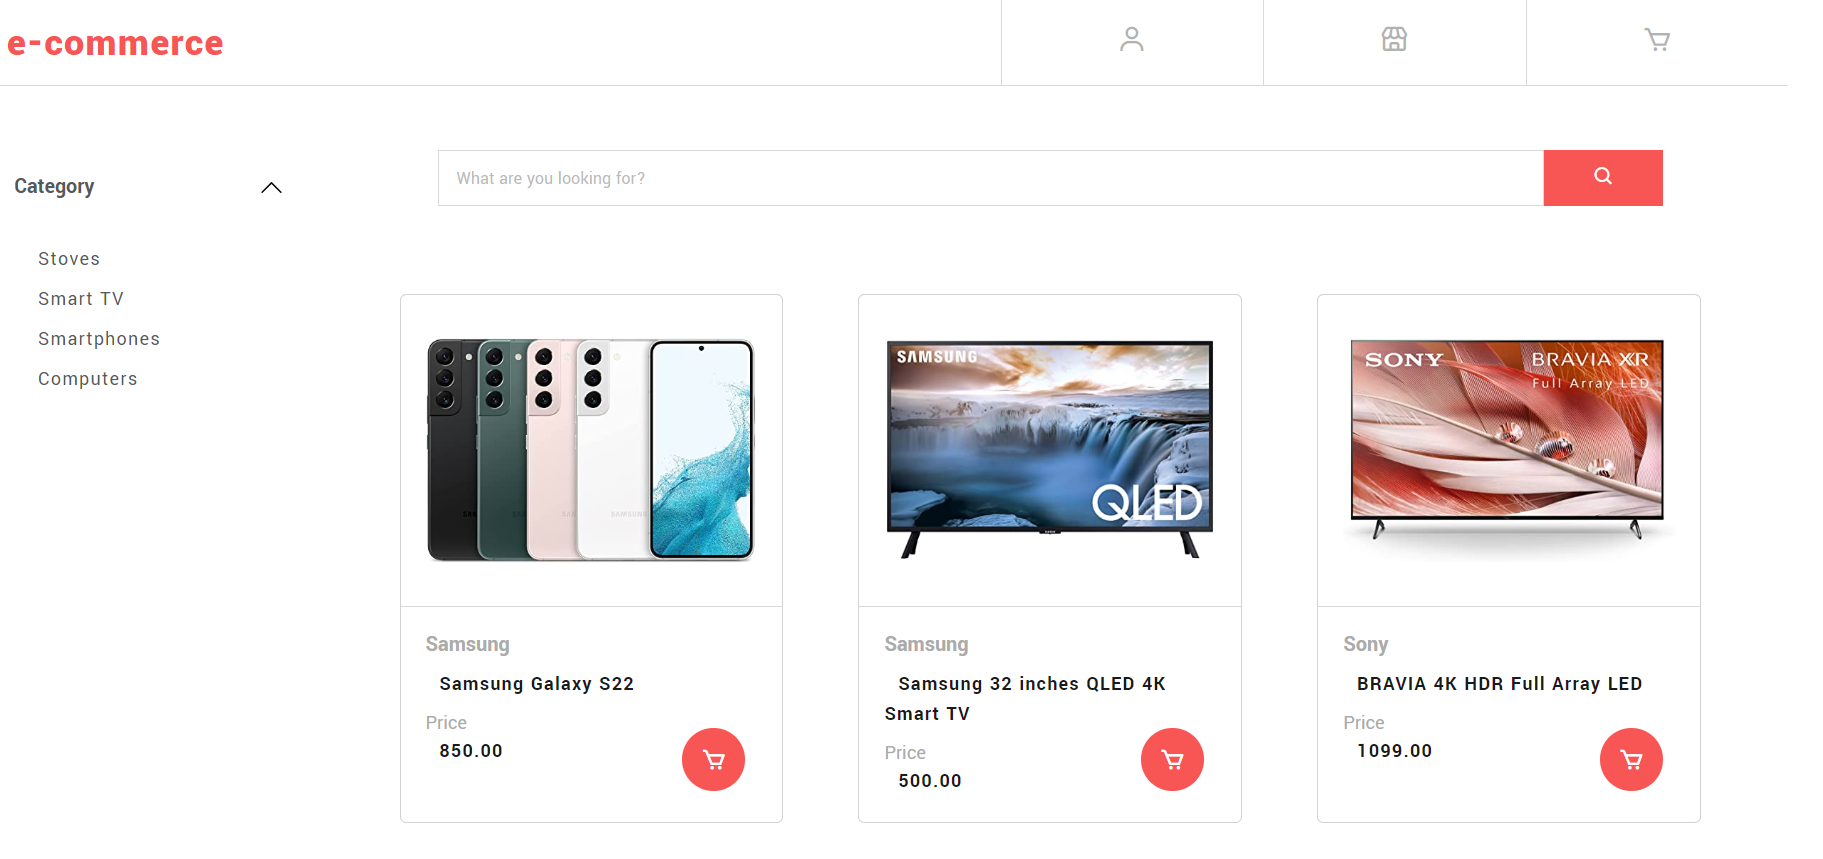 e-commerce
What are you looking for?
Category
Stoves
Smart TV
Smartphones
Computers
SAMSUNG
QLED
SONY
BRAVIA XR
Full Array LED
Samsung
Samsung Galaxy S22
Price
850.00
Samsung
Samsung 32 inches QLED 4K
Smart TV
Price
500.00
Sony
BRAVIA 4K HDR Full Array LED
Price
1099.00